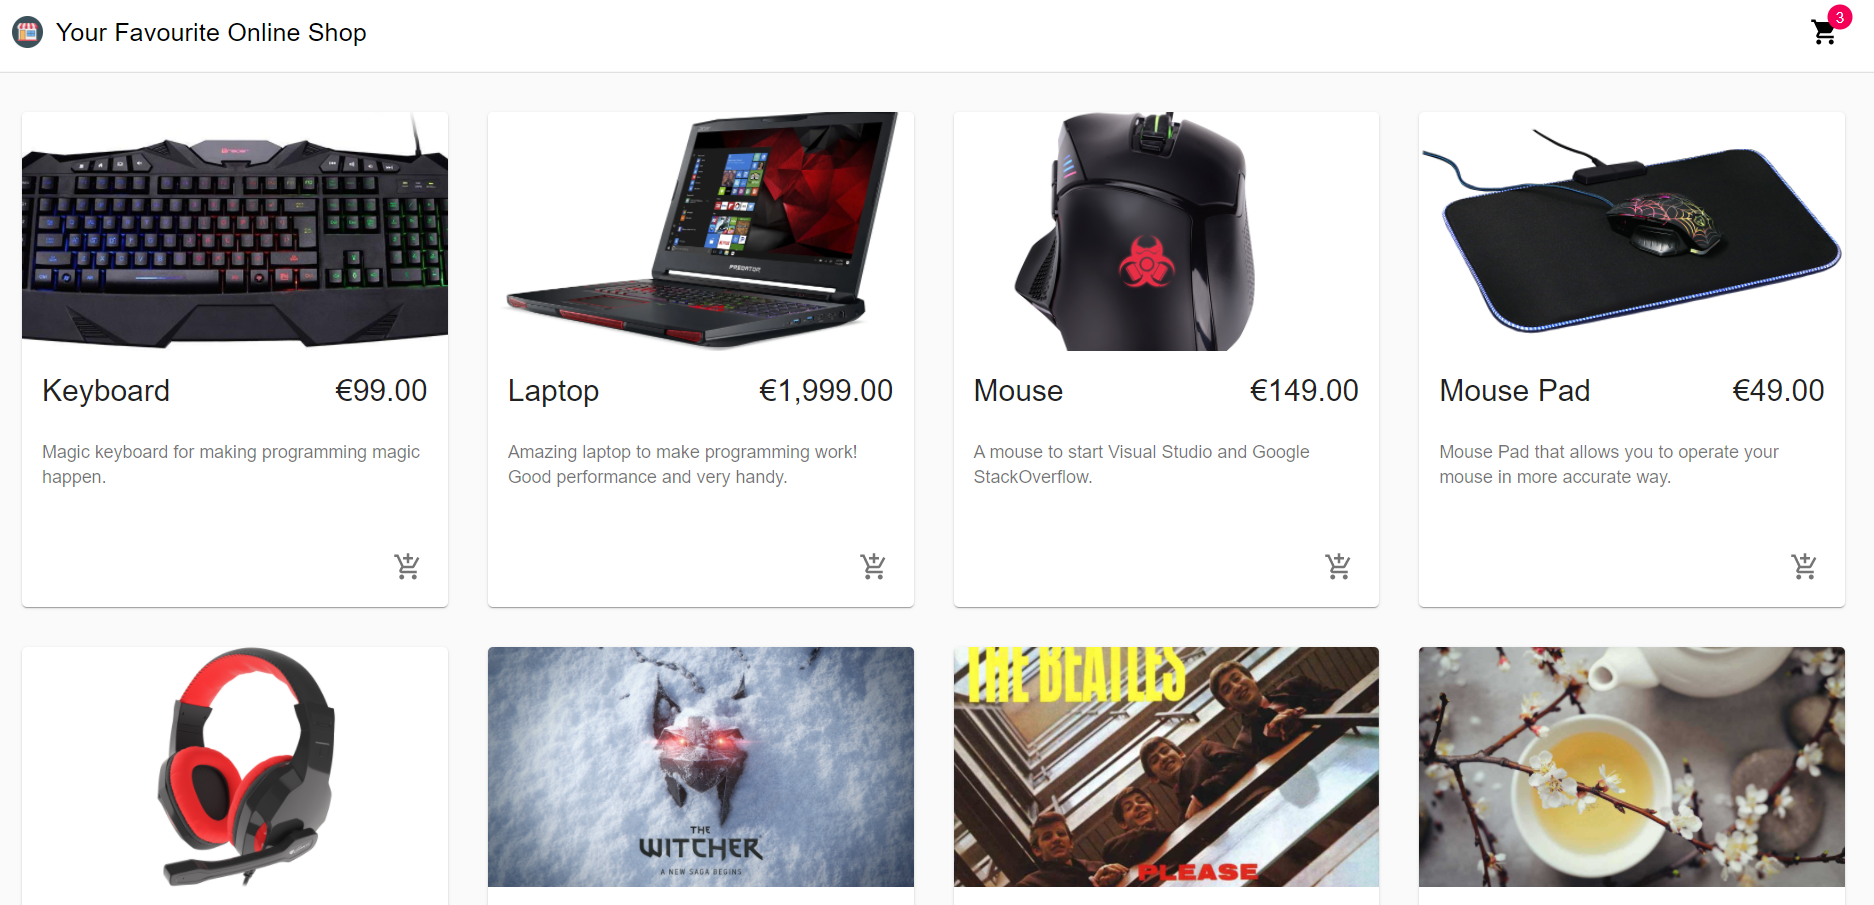 Your Favourite Online Shop
3
PREDATOR
Keyboard €99.00
Laptop €1,999.00
Mouse €149.00
Mouse Pad €49.00
Magic keyboard for making programming magic
happen.
Amazing laptop to make programming work!
Good performance and very handy.
A mouse to start Visual Studio and Google
StackOverflow.
Mouse Pad that allows you to operate your
mouse in more accurate way.
THE
WITCHER
A NEW SAGA BEGINS
THE BEATLES
PLEASE